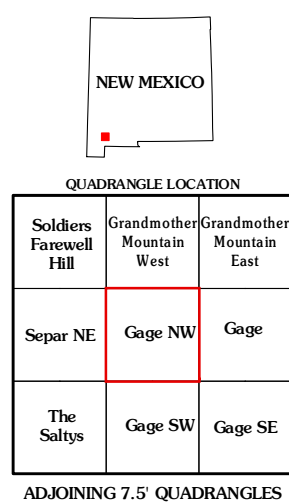 NEW MEXICO
QUADRANGLE LOCATION
Soldiers
Farewell
Hill
Grandmother
Mountain
West
Grandmother
Mountain
East
Separ NE
Gage NW
Gage
The
Saltys
Gage SW
Gage SE
ADJOINING 7.5' QUADRANGLES